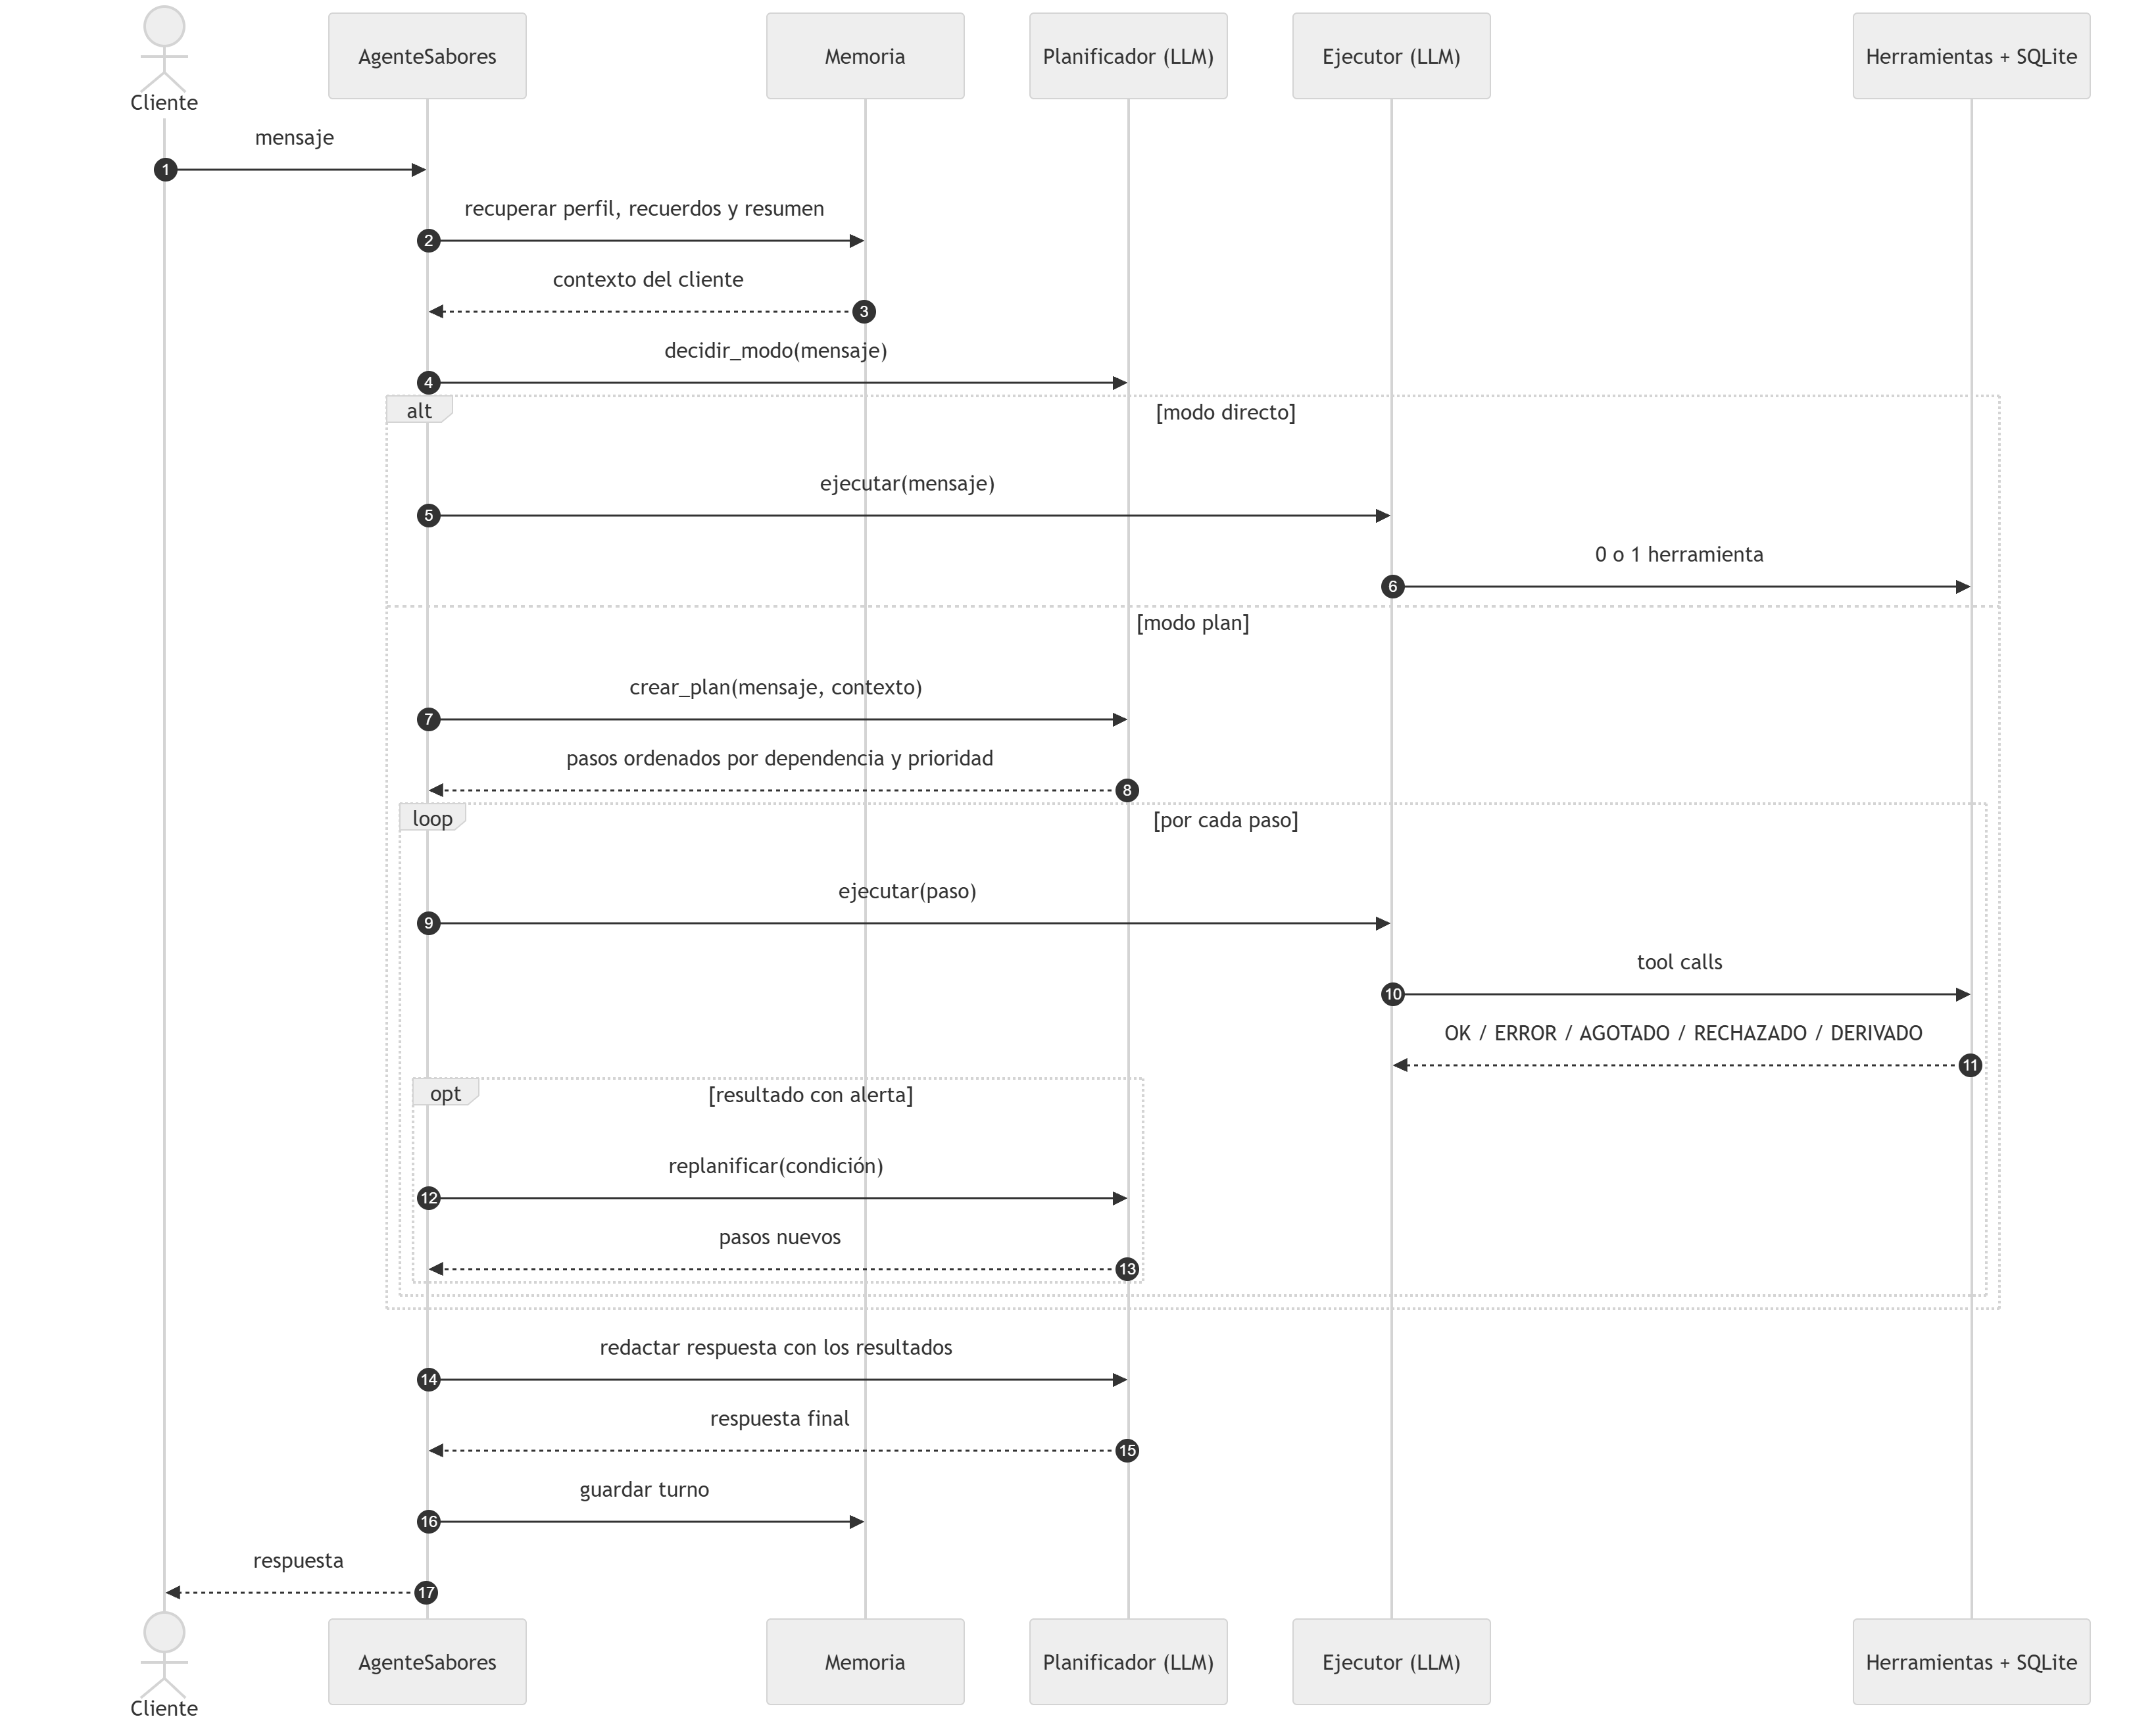 Cliente
AgenteSabores
Memoria
Planificador (LLM)
Ejecutor (LLM)
Herramientas + SQLite
mensaje
1
recuperar perfil, recuerdos y resumen
2
contexto del cliente
3
decidir_modo(mensaje)
4
alt
[modo directo]
ejecutar(mensaje)
5
0 o 1 herramienta
6
[modo plan]
crear_plan(mensaje, contexto)
7
pasos ordenados por dependencia y prioridad
8
loop
[por cada paso]
ejecutar(paso)
9
tool calls
10
OK / ERROR / AGOTADO / RECHAZADO / DERIVADO
11
opt
[resultado con alerta]
replanificar(condición)
12
pasos nuevos
13
redactar respuesta con los resultados
14
respuesta final
15
guardar turno
16
respuesta
17
Cliente
AgenteSabores
Memoria
Planificador (LLM)
Ejecutor (LLM)
Herramientas + SQLite